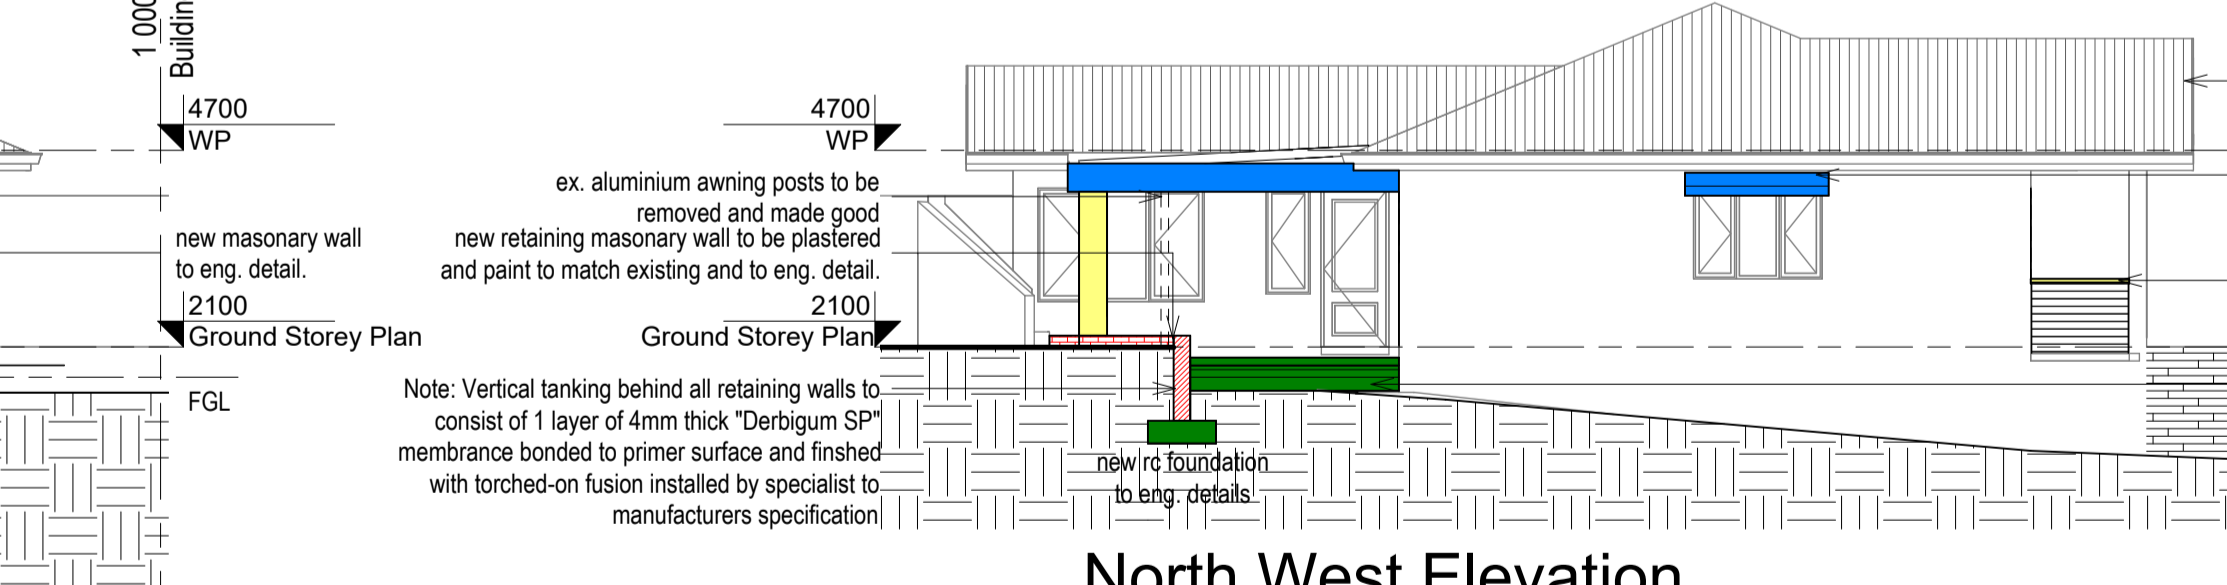 1 000
Buildin
4700
WP
new masonary wall
to eng. detail.
2100
Ground Storey Plan
FGL
4700
WP
ex. aluminium awning posts to be
removed and made good
new retaining masonary wall to be plastered
and paint to match existing and to eng. detail.
2100
Ground Storey Plan
Note: Vertical tanking behind all retaining walls to
consist of 1 layer of 4mm thick "Derbigum SP"
membrance bonded to primer surface and finshed
with torched-on fusion installed by specialist to
manufacturers specification
new rc foundation
to eng. details
North West Elevation